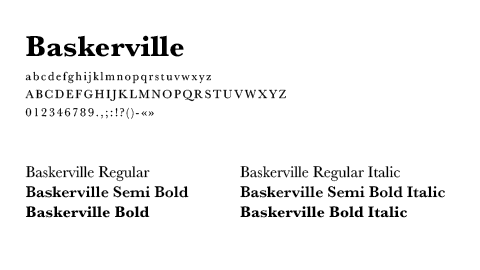 Baskerville
abcdefghijklmnopqrstuvwxyz
ABCDEFGHIJKLMNOPQRSTUVWXYZ
012346789.,;:!?()-«»
Baskerville Regular
Baskerville Semi Bold
Baskerville Bold
Baskerville Regular Italic
Baskerville Semi Bold Italic
Baskerville Bold Italic